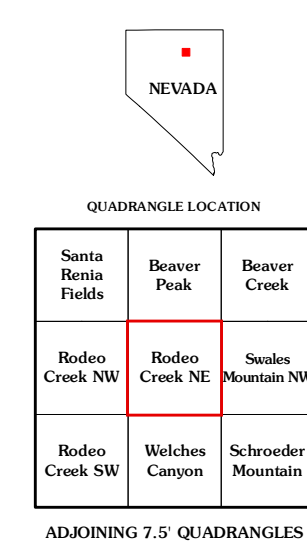 NEVADA
QUADRANGLE LOCATION
Santa
Renia
Fields
Beaver
Peak
Beaver
Creek
Rodeo
Creek NW
Rodeo
Creek NE
Swales
Mountain NW
Rodeo
Creek SW
Welches
Canyon
Schroeder
Mountain
ADJOINING 7.5' QUADRANGLES